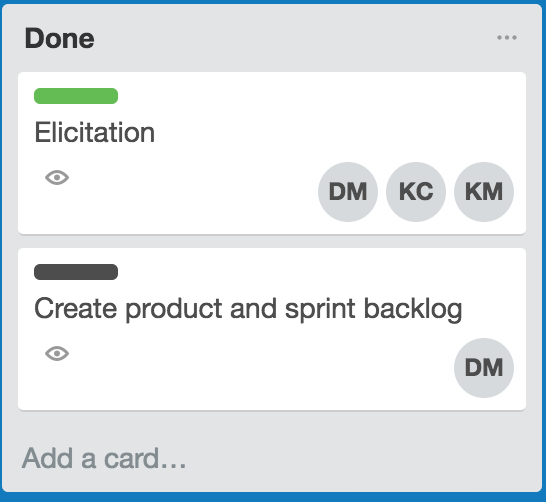 Done
Elicitation
DM KC KM
Create product and sprint backlog
DM
Add a card...